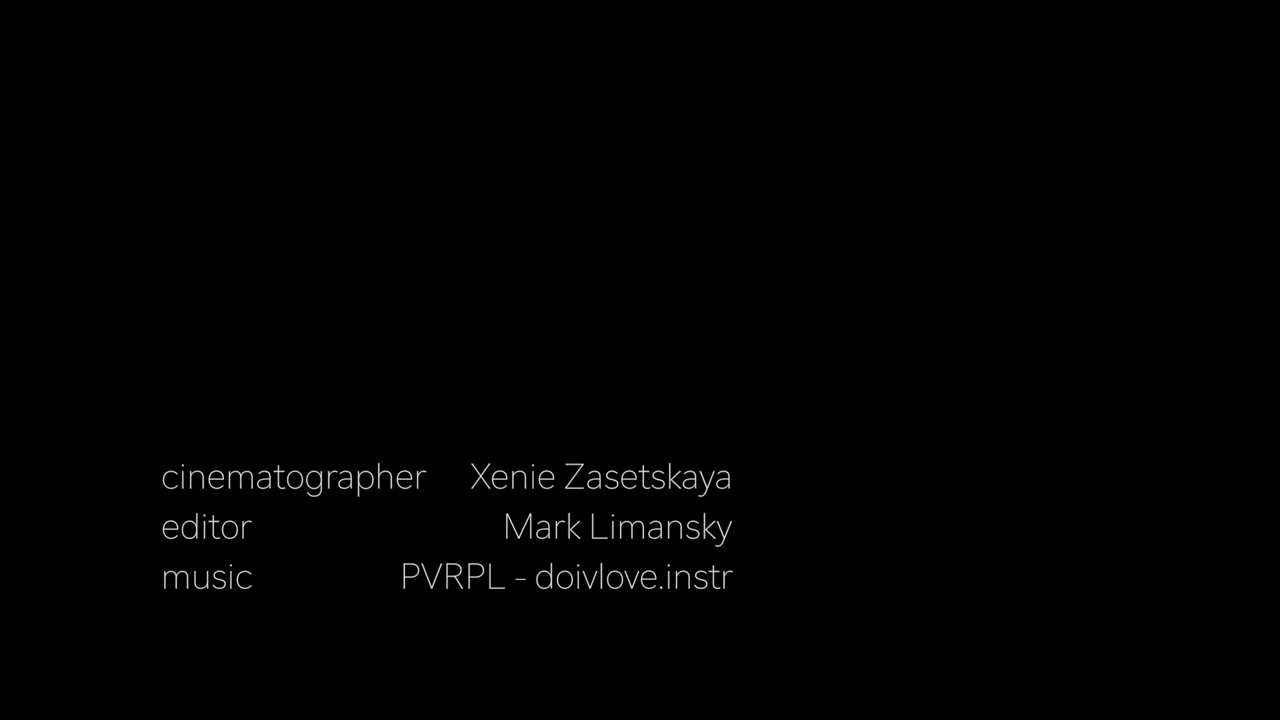 cinematographer Xenie Zasetskaya
editor Mark Limansky
music PVRPL - doivlove.instr